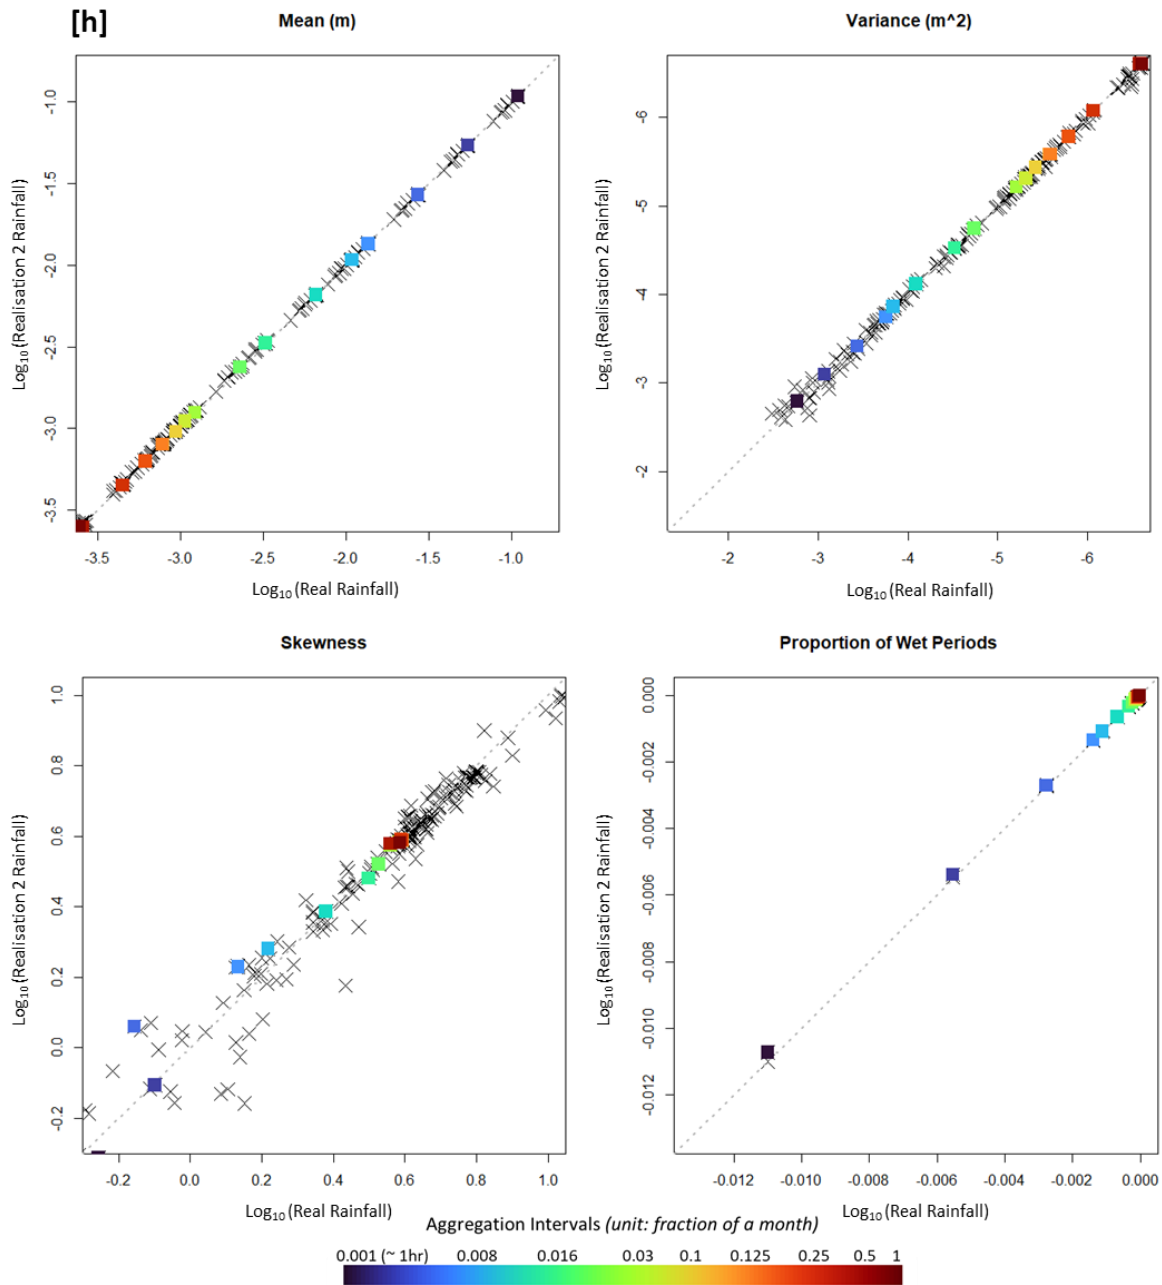 [h]
Mean (m)
Variance (m^2)
Log10 (Realisation 2 Rainfall)
-1.0
-1.5
-2.0
-2.5
-3.0
-3.5
-3.5 -3.0 -2.5 -2.0 -1.5 -1.0
Log10 (Real Rainfall)
Log10 (Realisation 2 Rainfall)
-6
-5
-4
-3
-2
-2 -3 -4 -5 -6
Log10 (Real Rainfall)
Skewness
Proportion of Wet Periods
Log10 (Realisation 2 Rainfall)
1.0
0.8
0.6
0.4
0.2
0.0
-0.2
-0.2 0.0 0.2 0.4 0.6 0.8 1.0
Log10 (Real Rainfall)
Log10 (Realisation 2 Rainfall)
0.000
-0.002
-0.004
-0.006
-0.008
-0.010
-0.012
-0.012 -0.010 -0.008 -0.006 -0.004 -0.002 0.000
Log10 (Real Rainfall)
Aggregation Intervals (unit: fraction of a month)
0.001 (~ 1hr) 0.008 0.016 0.03 0.1 0.125 0.25 0.5 1